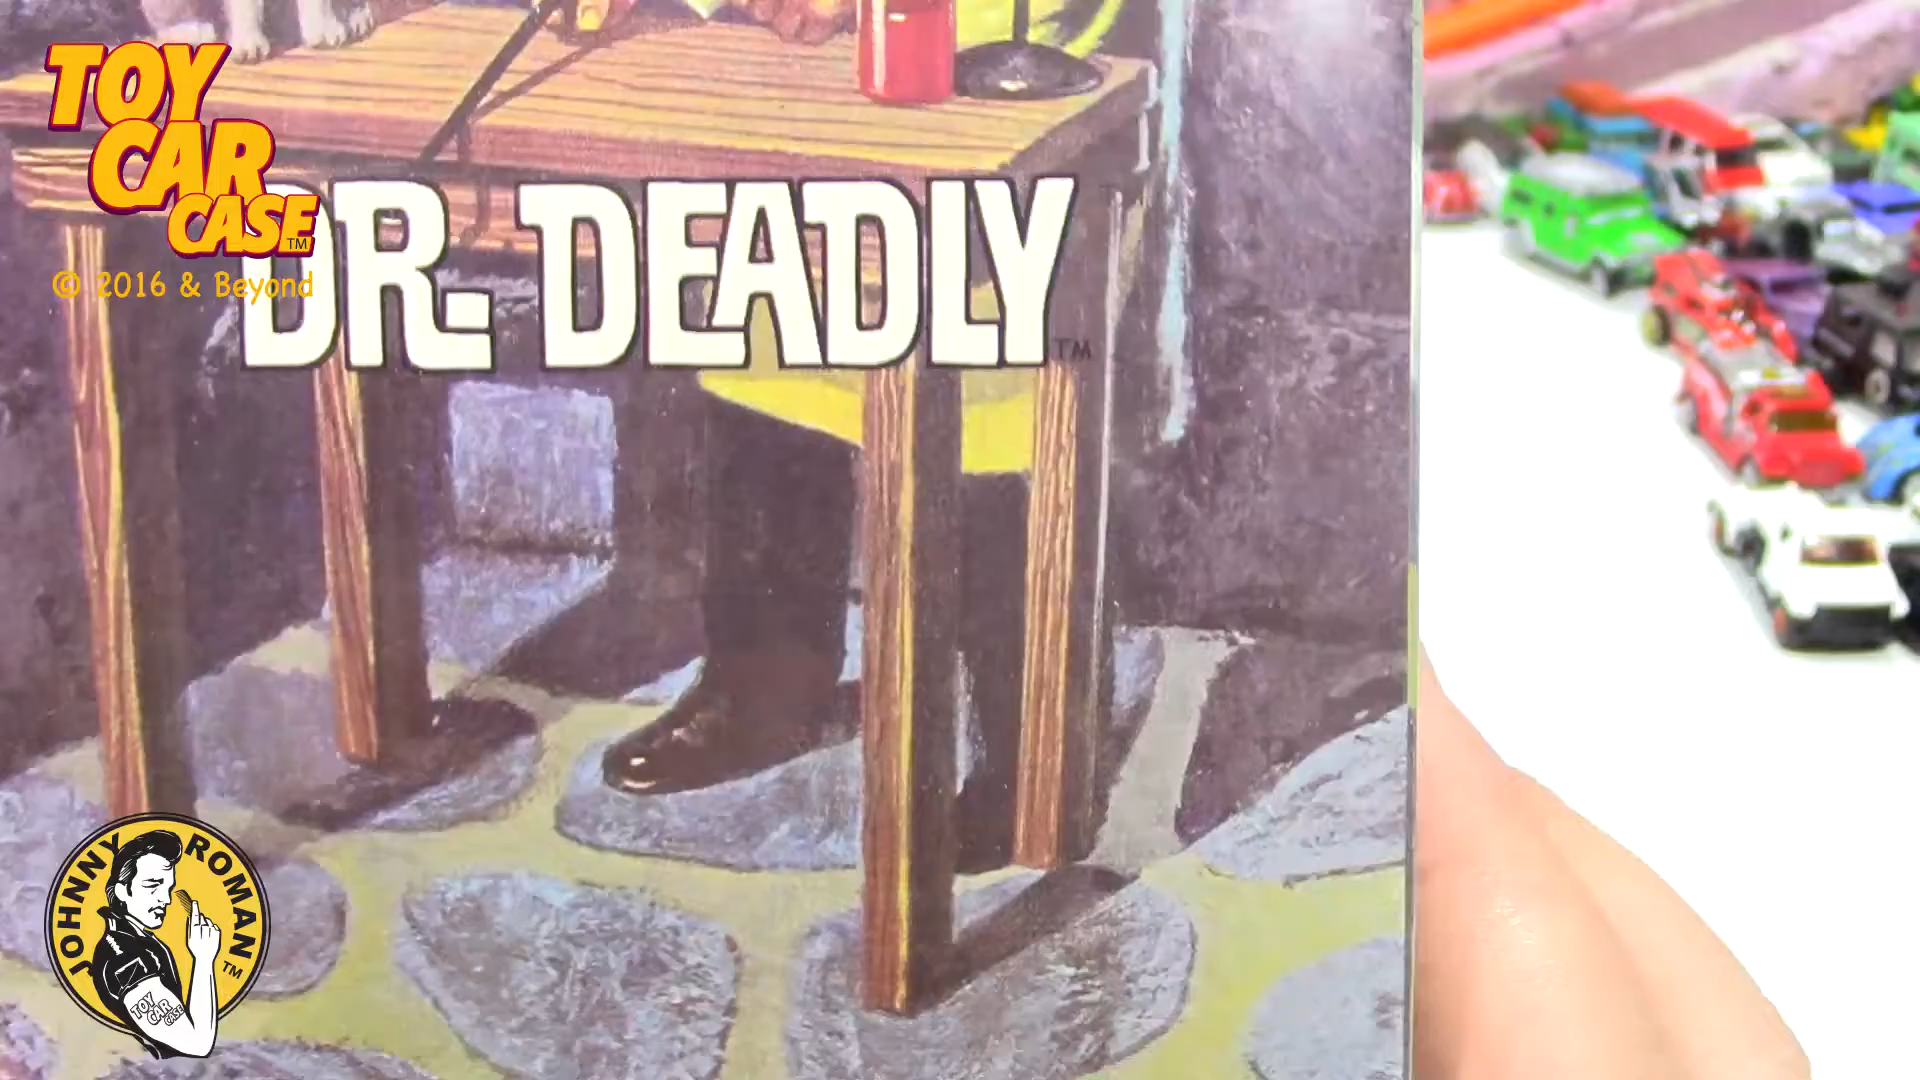 TOY
CAR
CASE™
© 2016 & Beyond
DR. DEADLY™
JOHNNY ROMAN™
TOY
CAR
CASE